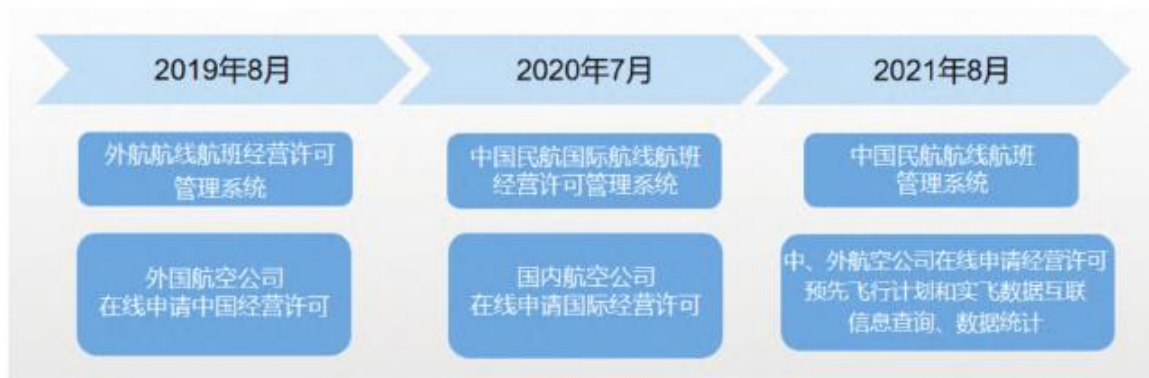 2019年8月
2020年7月
2021年8月
外航航线航班经营许可
管理系统
中国民航国际航线航班
经营许可管理系统
中国民航航线航班
管理系统
外国航空公司
在线申请中国经营许可
国内航空公司
在线申请国际经营许可
中、外航空公司在线申请经营许可
预先飞行计划和实飞数据互联
信息查询、数据统计